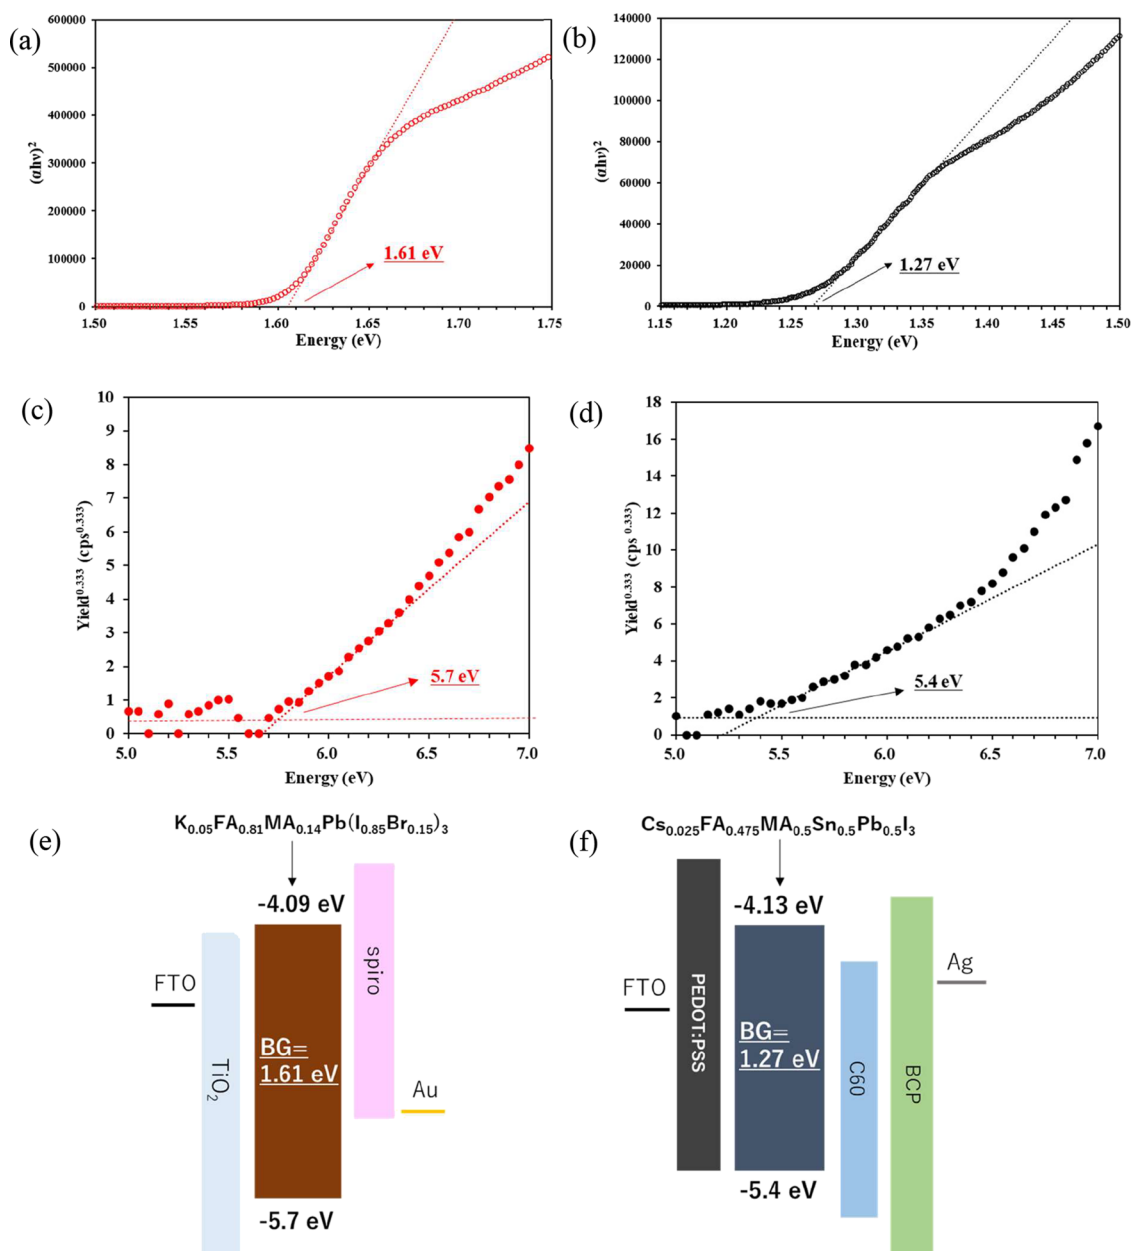 (a)
600000
500000
400000
300000
200000
100000
0
(αhν)²
1.61 eV
1.50 1.55 1.60 1.65 1.70 1.75
Energy (eV)
(b)
140000
120000
100000
80000
60000
40000
20000
0
(αhν)²
1.27 eV
1.15 1.20 1.25 1.30 1.35 1.40 1.45 1.50
Energy (eV)
(c)
10
9
8
7
6
5
4
3
2
1
0
Yield^0.333 (cps^0.333)
5.7 eV
5.0 5.5 6.0 6.5 7.0
Energy (eV)
(d)
18
16
14
12
10
8
6
4
2
0
Yield^0.333 (cps^0.333)
5.4 eV
5.0 5.5 6.0 6.5 7.0
Energy (eV)
(e)
K₀.₀₅FA₀.₈₁MA₀.₁₄Pb(I₀.₈₅Br₀.₁₅)₃
-4.09 eV
FTO
TiO₂
BG=
1.61 eV
spiro
Au
-5.7 eV
(f)
Cs₀.₀₂₅FA₀.₄₇₅MA₀.₅Sn₀.₅Pb₀.₅I₃
-4.13 eV
FTO
PEDOT:PSS
BG=
1.27 eV
C60
BCP
Ag
-5.4 eV